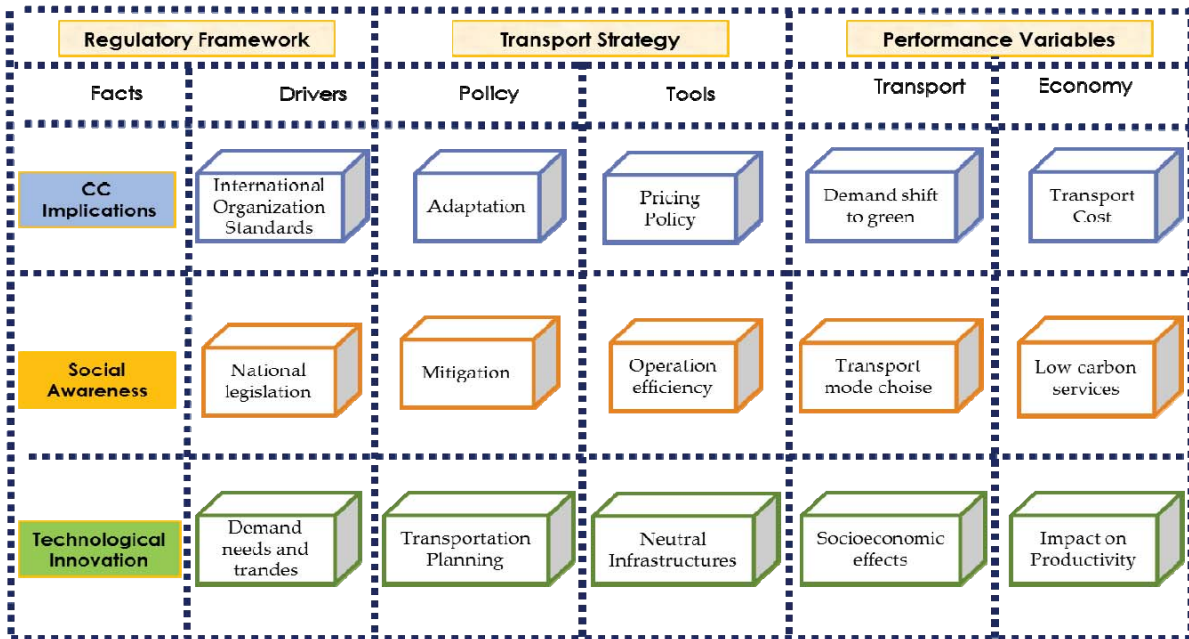 Regulatory Framework
Transport Strategy
Performance Variables
Facts
Drivers
Policy
Tools
Transport
Economy
CC
Implications
International
Organization
Standards
Adaptation
Pricing
Policy
Demand shift
to green
Transport
Cost
Social
Awareness
National
legislation
Mitigation
Operation
efficiency
Transport
mode choise
Low carbon
services
Technological
Innovation
Demand
needs and
trandes
Transportation
Planning
Neutral
Infrastructures
Socioeconomic
effects
Impact on
Productivity